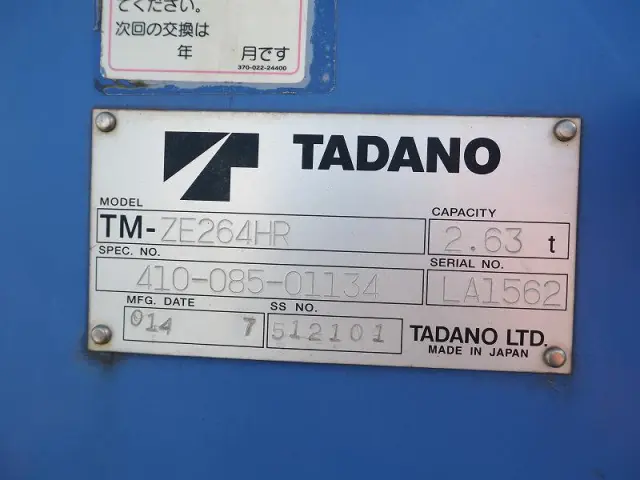 てください。
次回の交換は
年 月です
370-022-24400
TADANO
MODEL
TM-ZE264HR
CAPACITY
2.63 t
SPEC. NO.
410-085-01134
SERIAL NO.
LA1562
MFG. DATE
014 7
SS NO.
512101
TADANO LTD.
MADE IN JAPAN